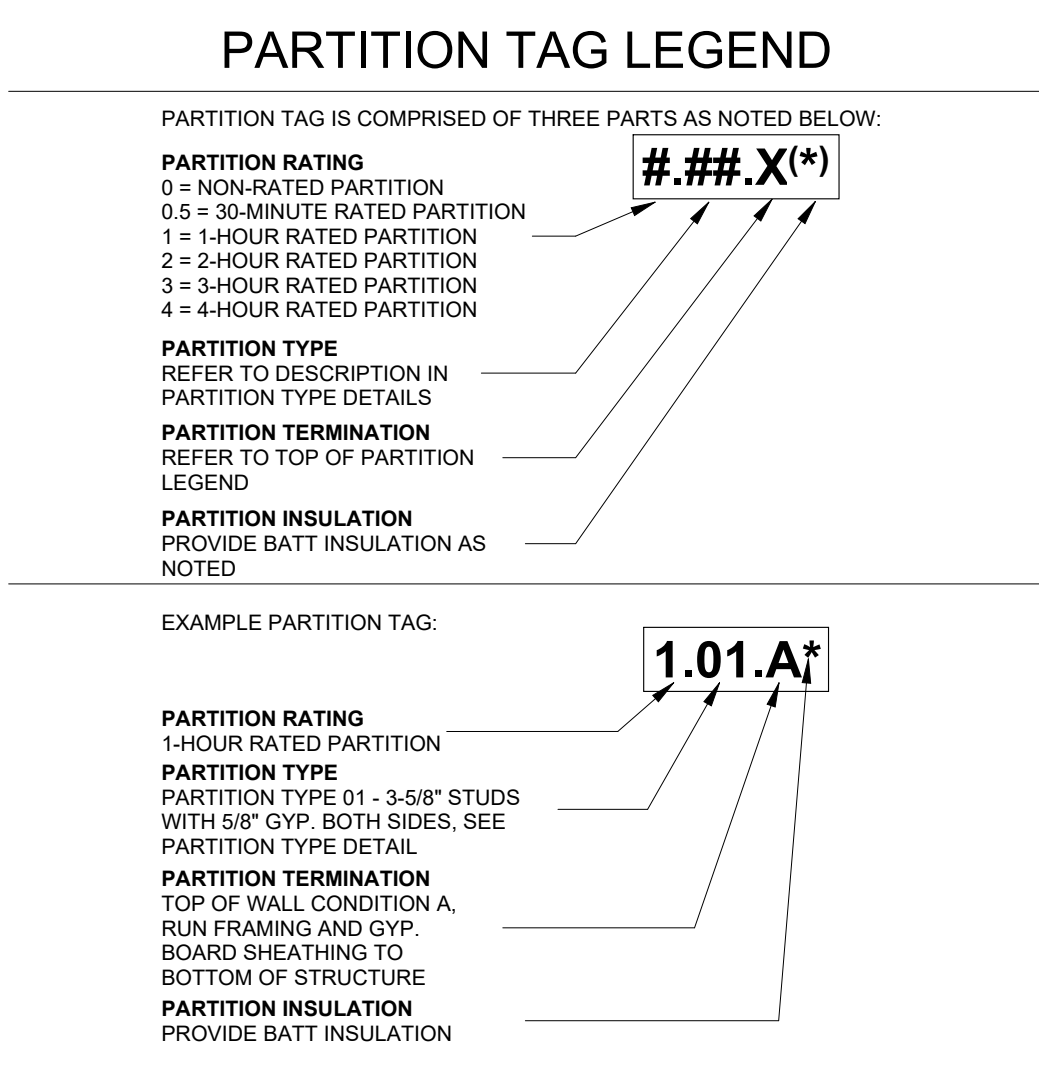 PARTITION TAG LEGEND
PARTITION TAG IS COMPRISED OF THREE PARTS AS NOTED BELOW:
#.##.X(*)
PARTITION RATING
0 = NON-RATED PARTITION
0.5 = 30-MINUTE RATED PARTITION
1 = 1-HOUR RATED PARTITION
2 = 2-HOUR RATED PARTITION
3 = 3-HOUR RATED PARTITION
4 = 4-HOUR RATED PARTITION
PARTITION TYPE
REFER TO DESCRIPTION IN
PARTITION TYPE DETAILS
PARTITION TERMINATION
REFER TO TOP OF PARTITION
LEGEND
PARTITION INSULATION
PROVIDE BATT INSULATION AS
NOTED
EXAMPLE PARTITION TAG:
1.01.A*
PARTITION RATING
1-HOUR RATED PARTITION
PARTITION TYPE
PARTITION TYPE 01 - 3-5/8" STUDS
WITH 5/8" GYP. BOTH SIDES, SEE
PARTITION TYPE DETAIL
PARTITION TERMINATION
TOP OF WALL CONDITION A,
RUN FRAMING AND GYP.
BOARD SHEATHING TO
BOTTOM OF STRUCTURE
PARTITION INSULATION
PROVIDE BATT INSULATION